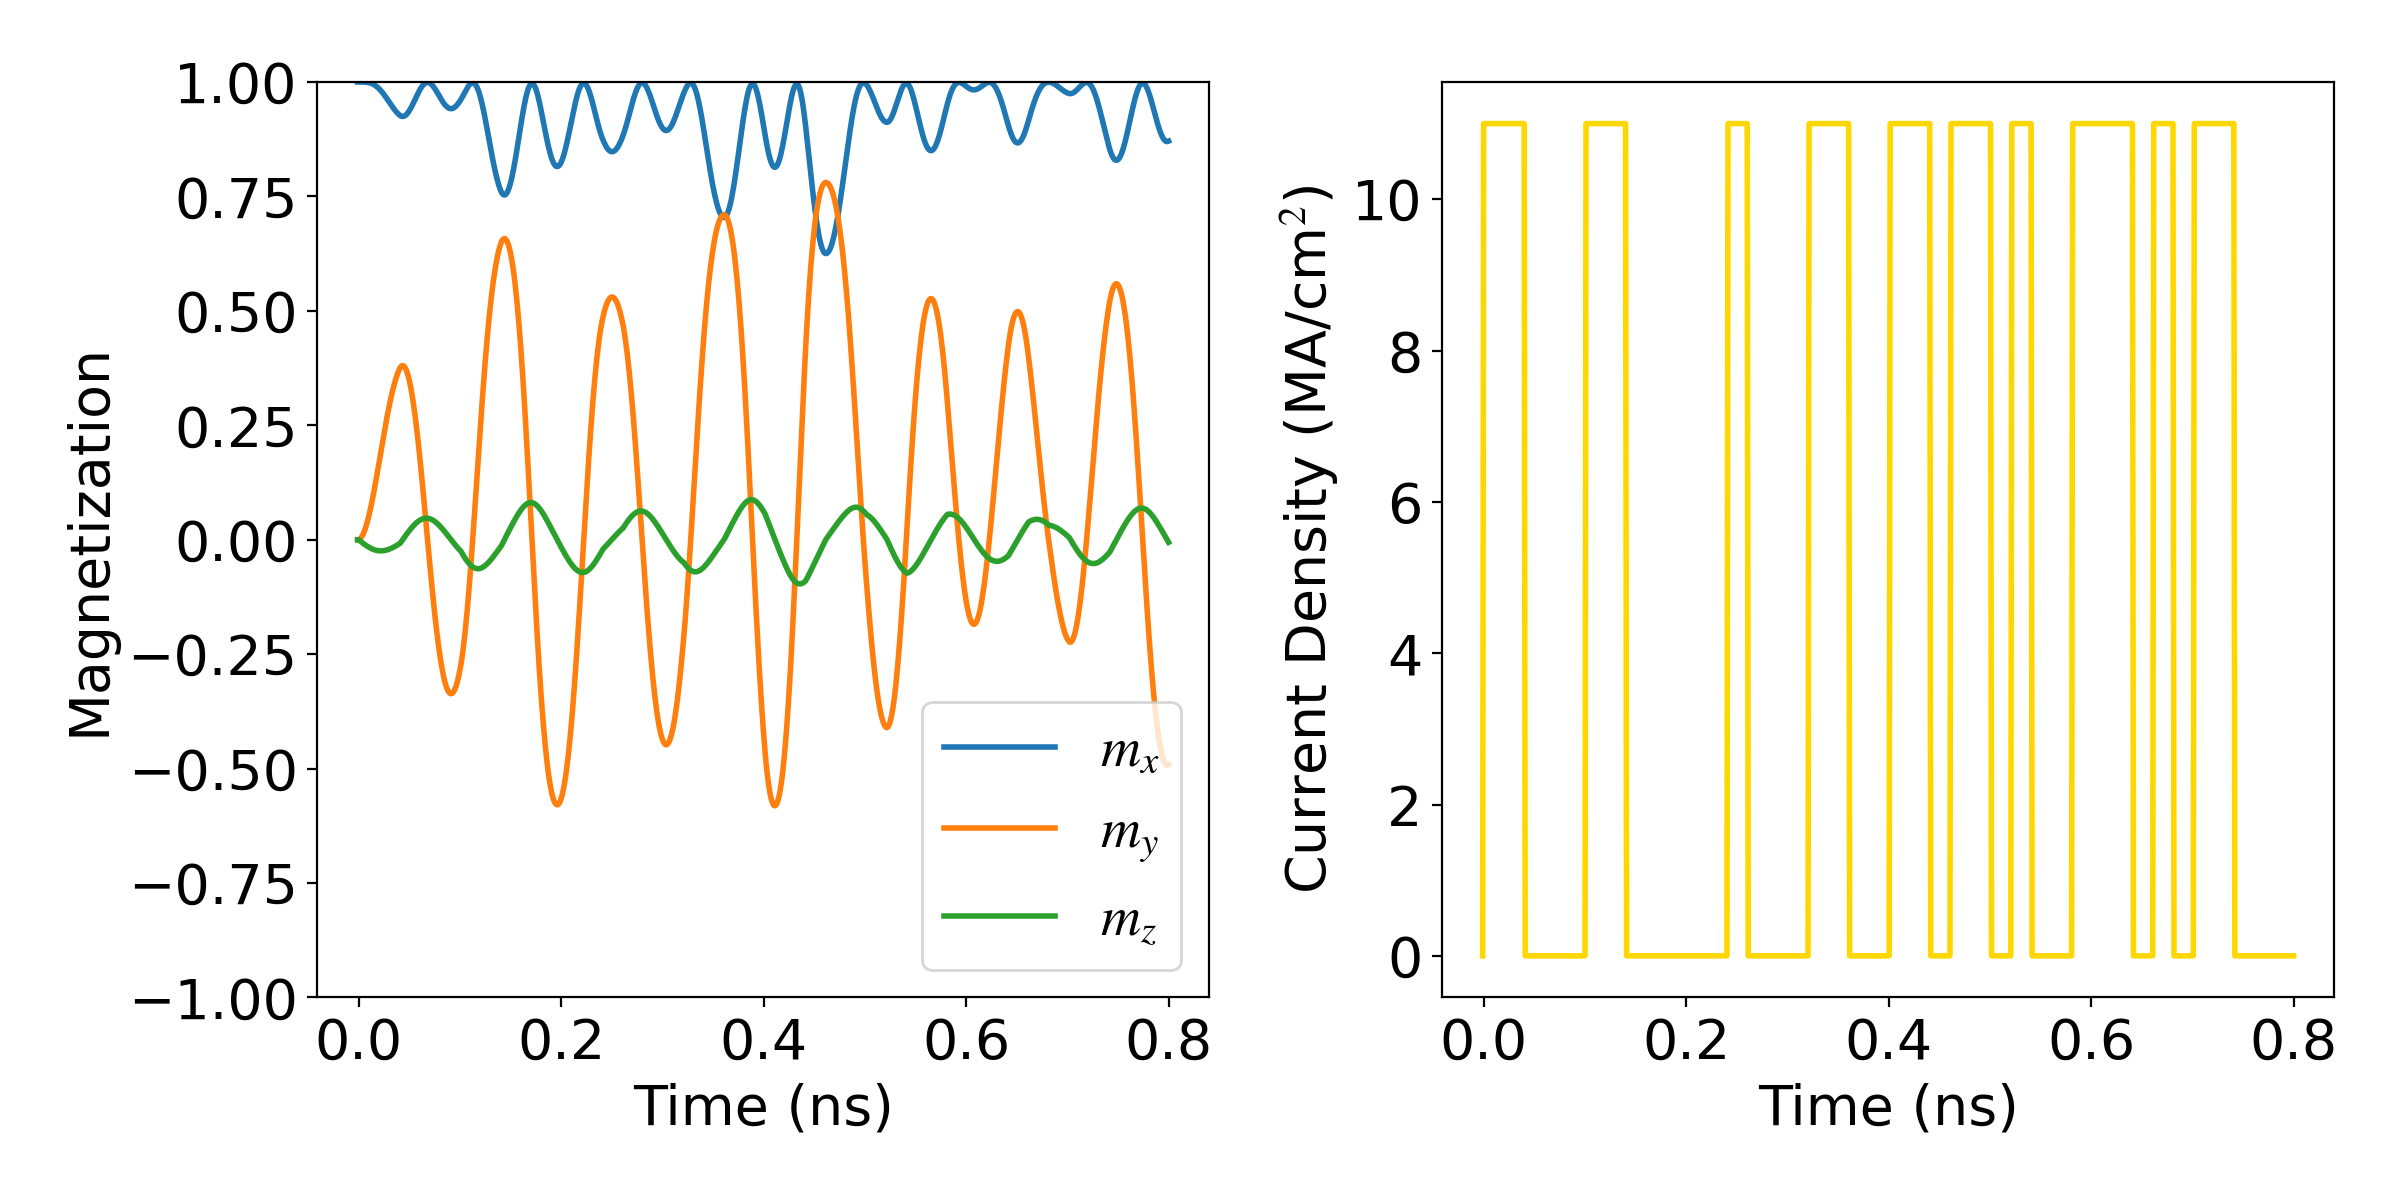 1.00
0.75
0.50
0.25
0.00
−0.25
−0.50
−0.75
−1.00
Magnetization
0.0 0.2 0.4 0.6 0.8
Time (ns)
m_x
m_y
m_z
10
8
6
4
2
0
Current Density (MA/cm²)
0.0 0.2 0.4 0.6 0.8
Time (ns)